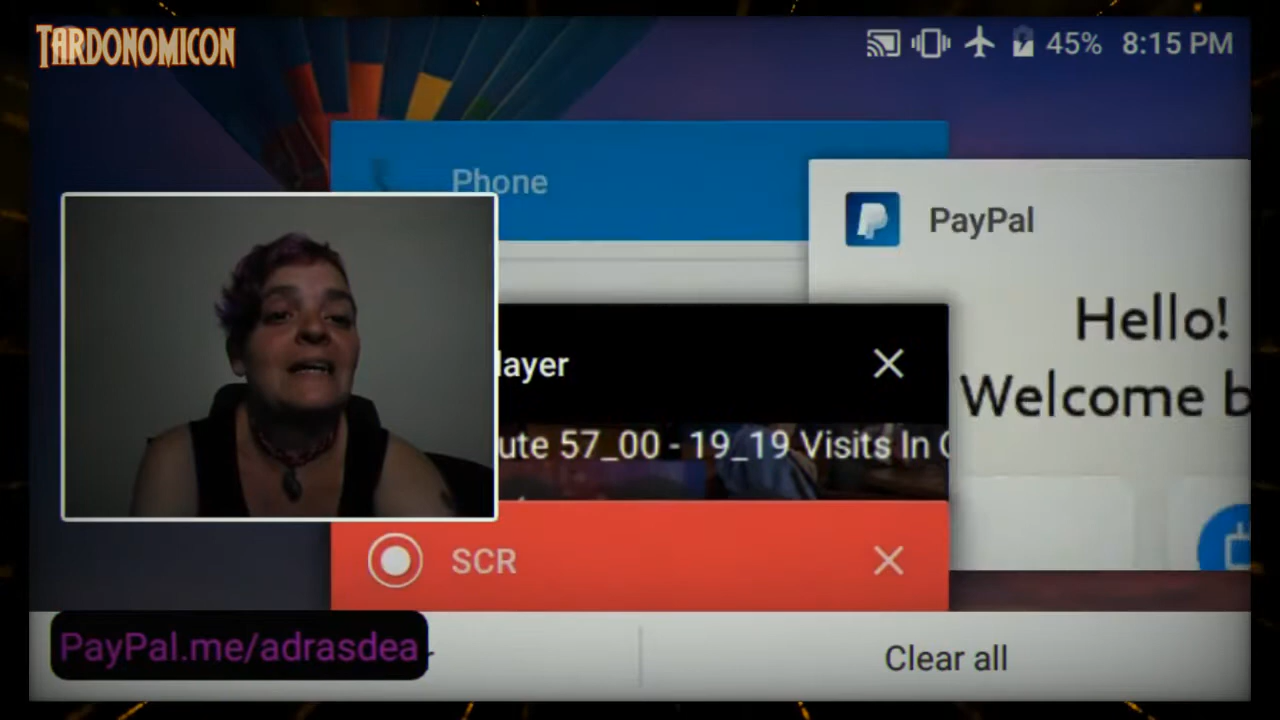 TARDONOMICON
45% 8:15 PM
Phone
PayPal
Hello!
Welcome b
layer
ute 57_00 - 19_19 Visits In
SCR
PayPal.me/adrasdea
Clear all